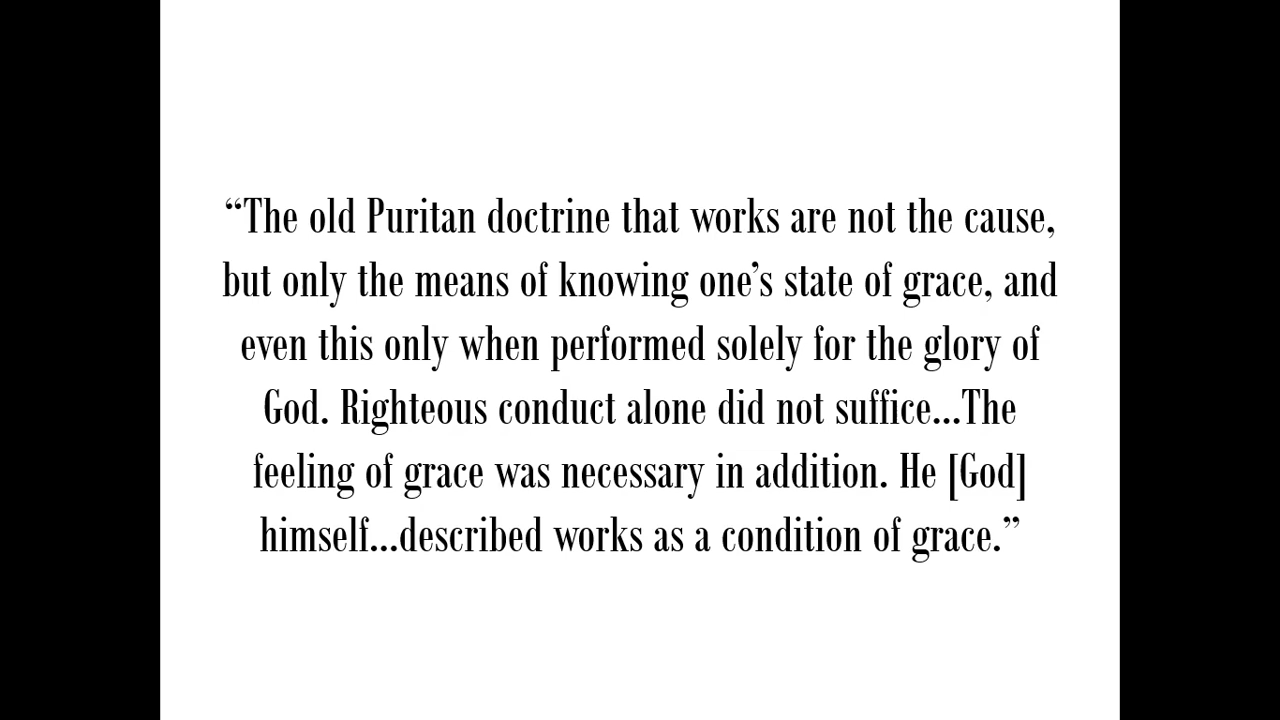 “The old Puritan doctrine that works are not the cause,
but only the means of knowing one’s state of grace, and
even this only when performed solely for the glory of
God. Righteous conduct alone did not suffice...The
feeling of grace was necessary in addition. He [God]
himself...described works as a condition of grace.”